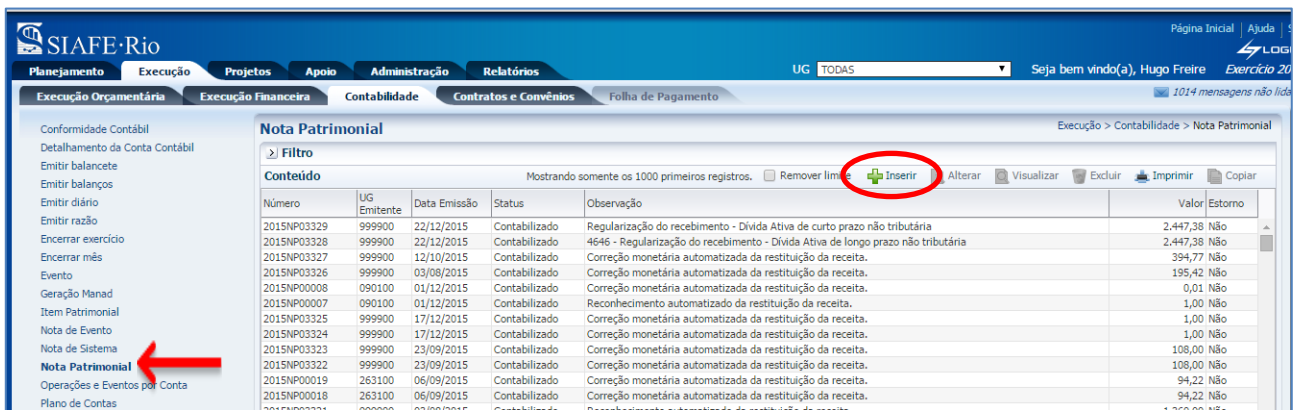 Página Inicial | Ajuda |
SIAFE·Rio
Planejamento Execução Projetos Apoio Administração Relatórios UG TODAS Seja bem vindo(a), Hugo Freire Exercício 20
Execução Orçamentária Execução Financeira Contabilidade Contratos e Convênios Folha de Pagamento 1014 mensagens não lida
Conformidade Contábil
Detalhamento da Conta Contábil
Emitir balancete
Emitir balanços
Emitir diário
Emitir razão
Encerrar exercício
Encerrar mês
Evento
Geração Manad
Item Patrimonial
Nota de Evento
Nota de Sistema
Nota Patrimonial
Operações e Eventos por Conta
Plano de Contas
Nota Patrimonial Execução > Contabilidade > Nota Patrimonial
Filtro
Conteúdo Mostrando somente os 1000 primeiros registros. Remover limite Inserir Alterar Visualizar Excluir Imprimir Copiar
Número UG Emitente Data Emissão Status Observação Valor Estorno
2015NP03329 999900 22/12/2015 Contabilizado Regularização do recebimento - Dívida Ativa de curto prazo não tributária 2.447,38 Não
2015NP03328 999900 22/12/2015 Contabilizado 4646 - Regularização do recebimento - Dívida Ativa de longo prazo não tributária 2.447,38 Não
2015NP03327 999900 12/10/2015 Contabilizado Correção monetária automatizada da restituição da receita. 394,77 Não
2015NP03326 999900 03/08/2015 Contabilizado Correção monetária automatizada da restituição da receita. 195,42 Não
2015NP00008 090100 01/12/2015 Contabilizado Correção monetária automatizada da restituição da receita. 0,01 Não
2015NP00007 090100 01/12/2015 Contabilizado Reconhecimento automatizado da restituição da receita. 1,00 Não
2015NP03325 999900 17/12/2015 Contabilizado Correção monetária automatizada da restituição da receita. 1,00 Não
2015NP03324 999900 17/12/2015 Contabilizado Correção monetária automatizada da restituição da receita. 1,00 Não
2015NP03323 999900 23/09/2015 Contabilizado Correção monetária automatizada da restituição da receita. 108,00 Não
2015NP03322 999900 23/09/2015 Contabilizado Correção monetária automatizada da restituição da receita. 108,00 Não
2015NP00019 263100 06/09/2015 Contabilizado Correção monetária automatizada da restituição da receita. 94,22 Não
2015NP00018 263100 06/09/2015 Contabilizado Correção monetária automatizada da restituição da receita. 94,22 Não